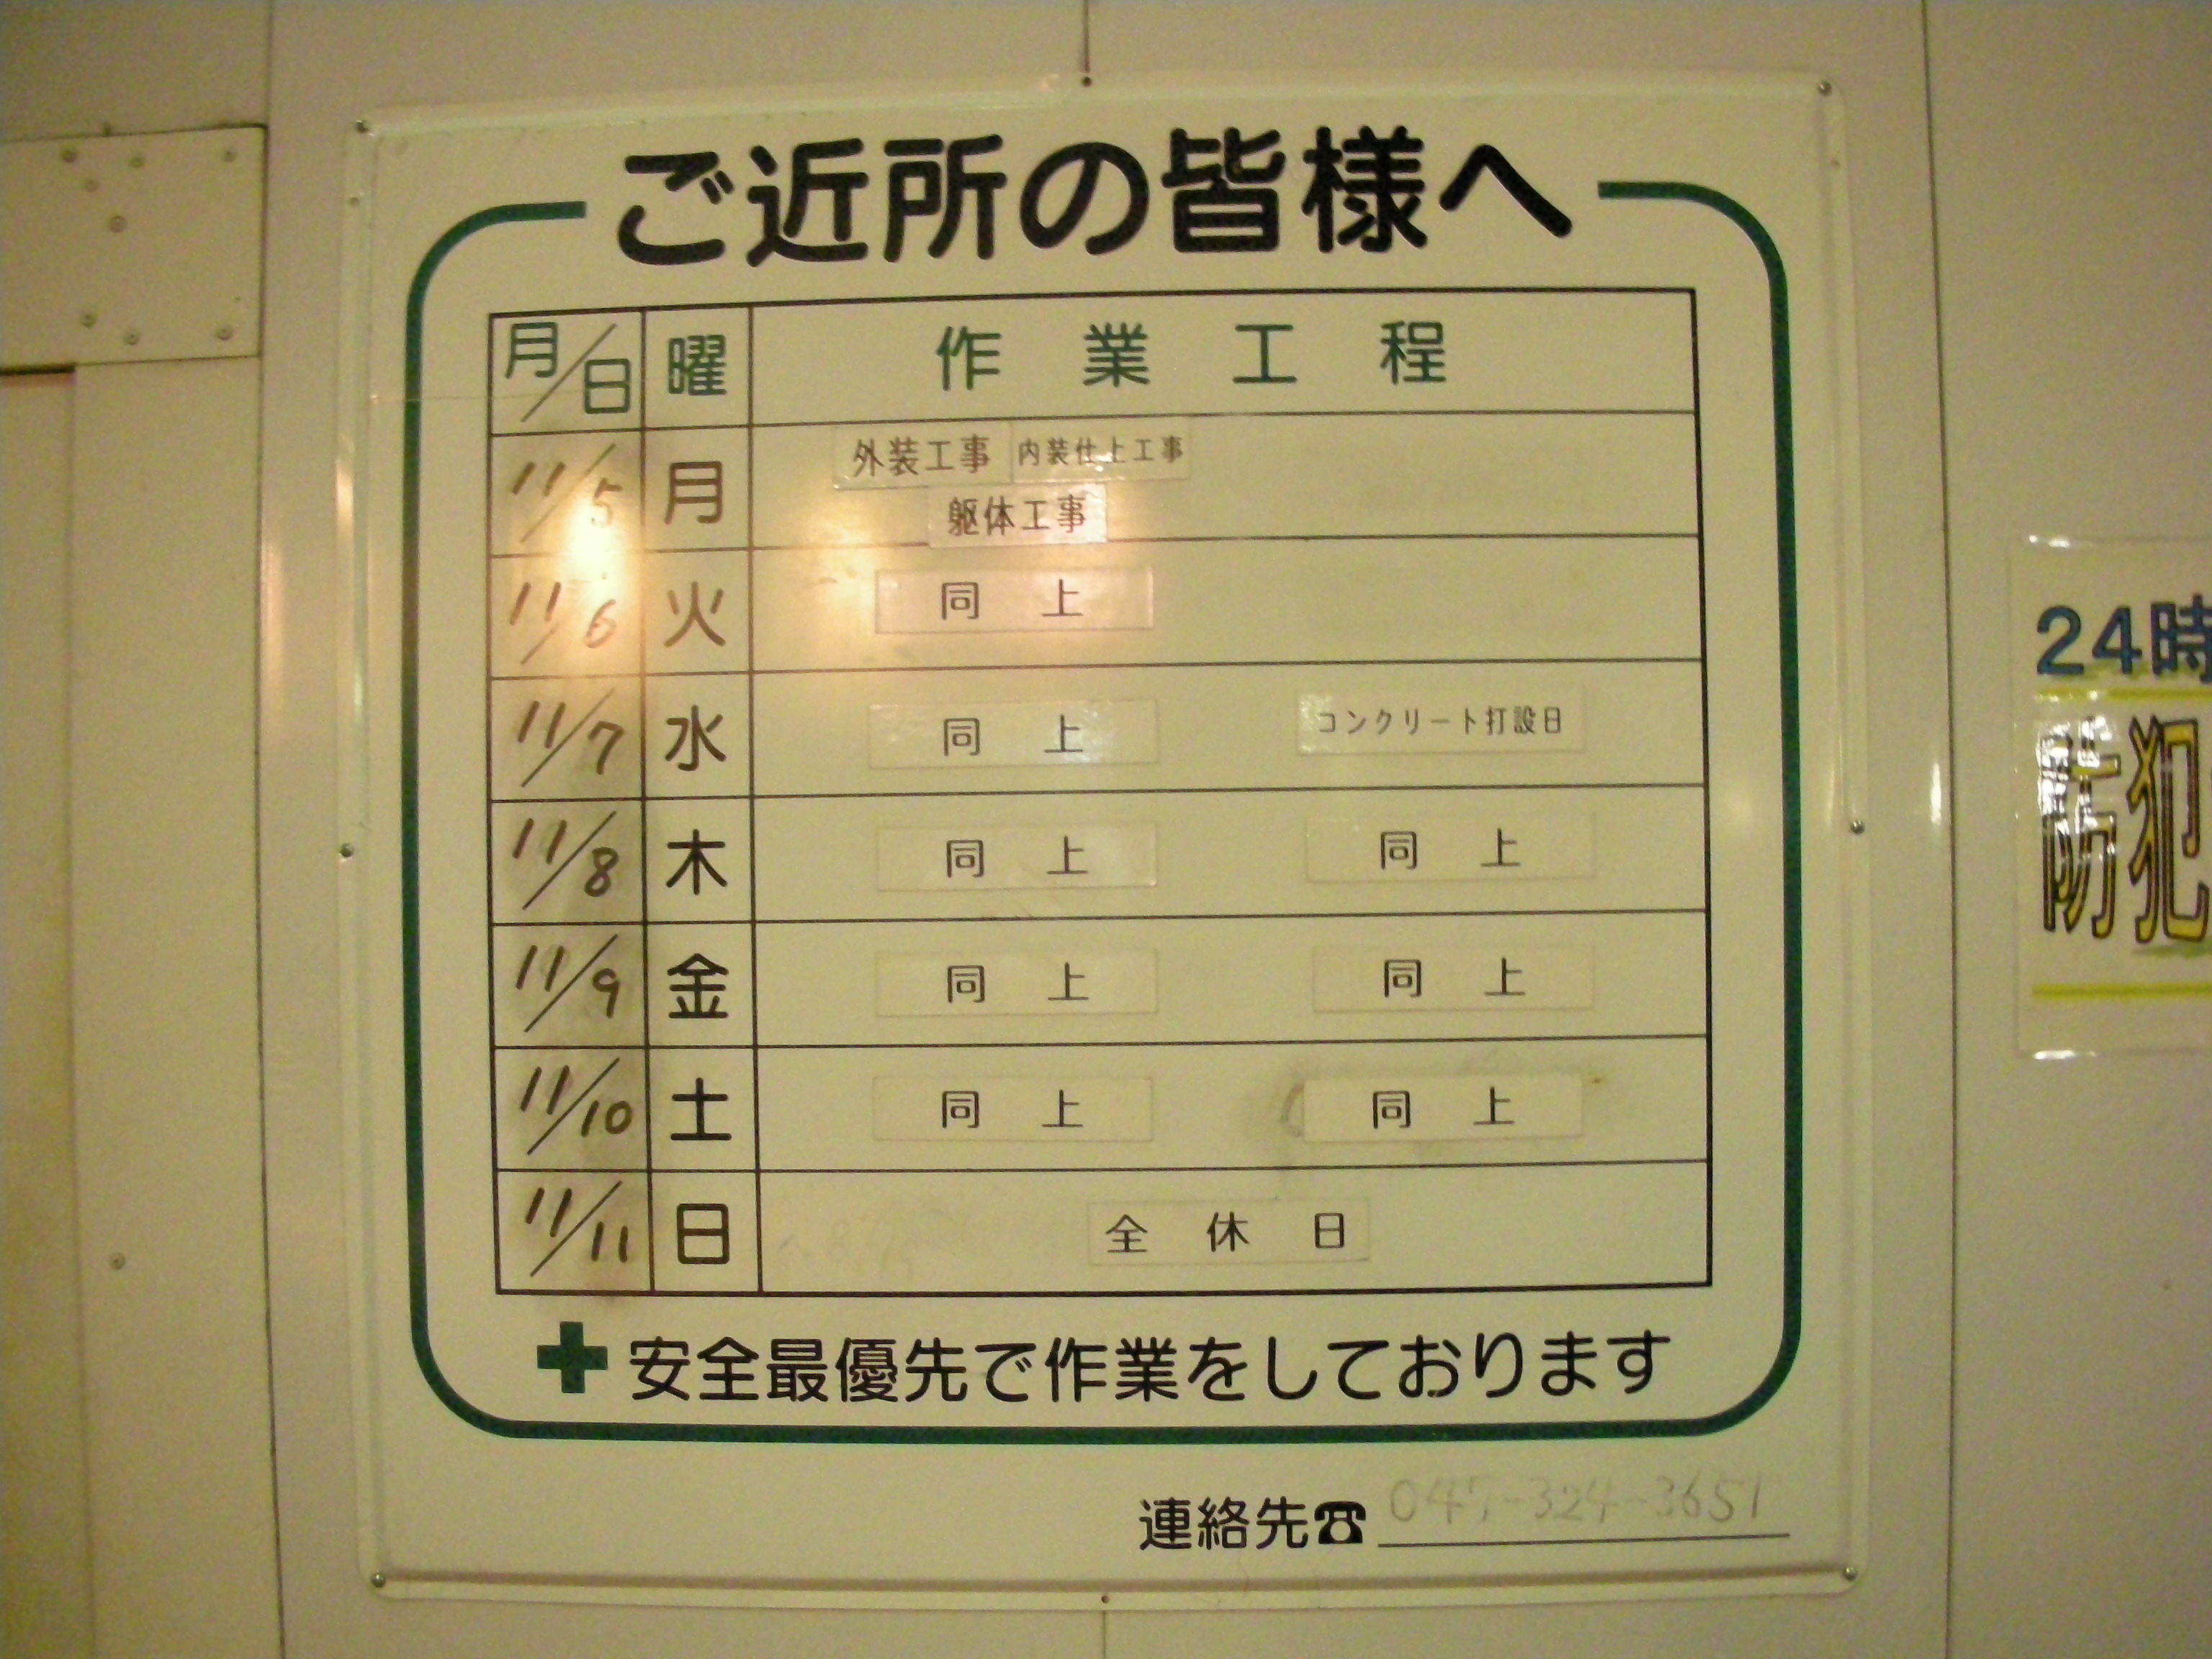 ご近所の皆様へ
月/日 曜 作業工程
11/5 月 外装工事 内装仕上工事
躯体工事
11/6 火 同上
11/7 水 同上 コンクリート打設日
11/8 木 同上 同上
11/9 金 同上 同上
11/10 土 同上 同上
11/11 日 全休日
安全最優先で作業をしております
連絡先☎ 047-324-3651
24時
防犯